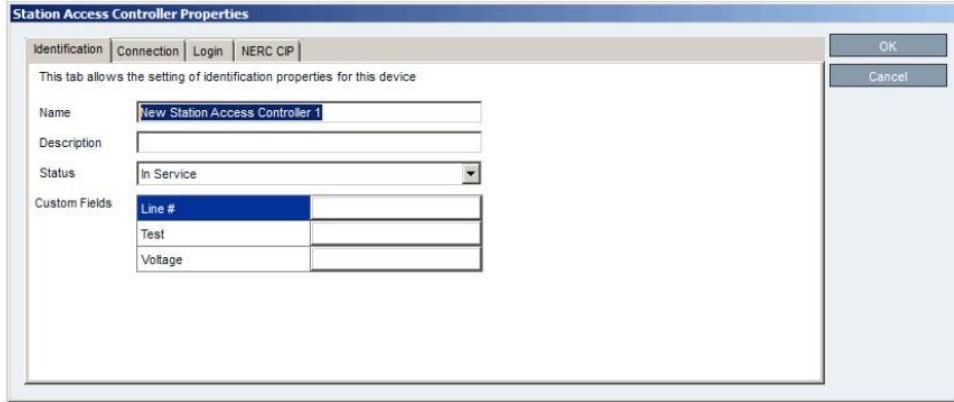 Station Access Controller Properties
Identification Connection Login NERC CIP
OK
Cancel
This tab allows the setting of identification properties for this device
Name New Station Access Controller 1
Description
Status In Service
Custom Fields Line #
Test
Voltage